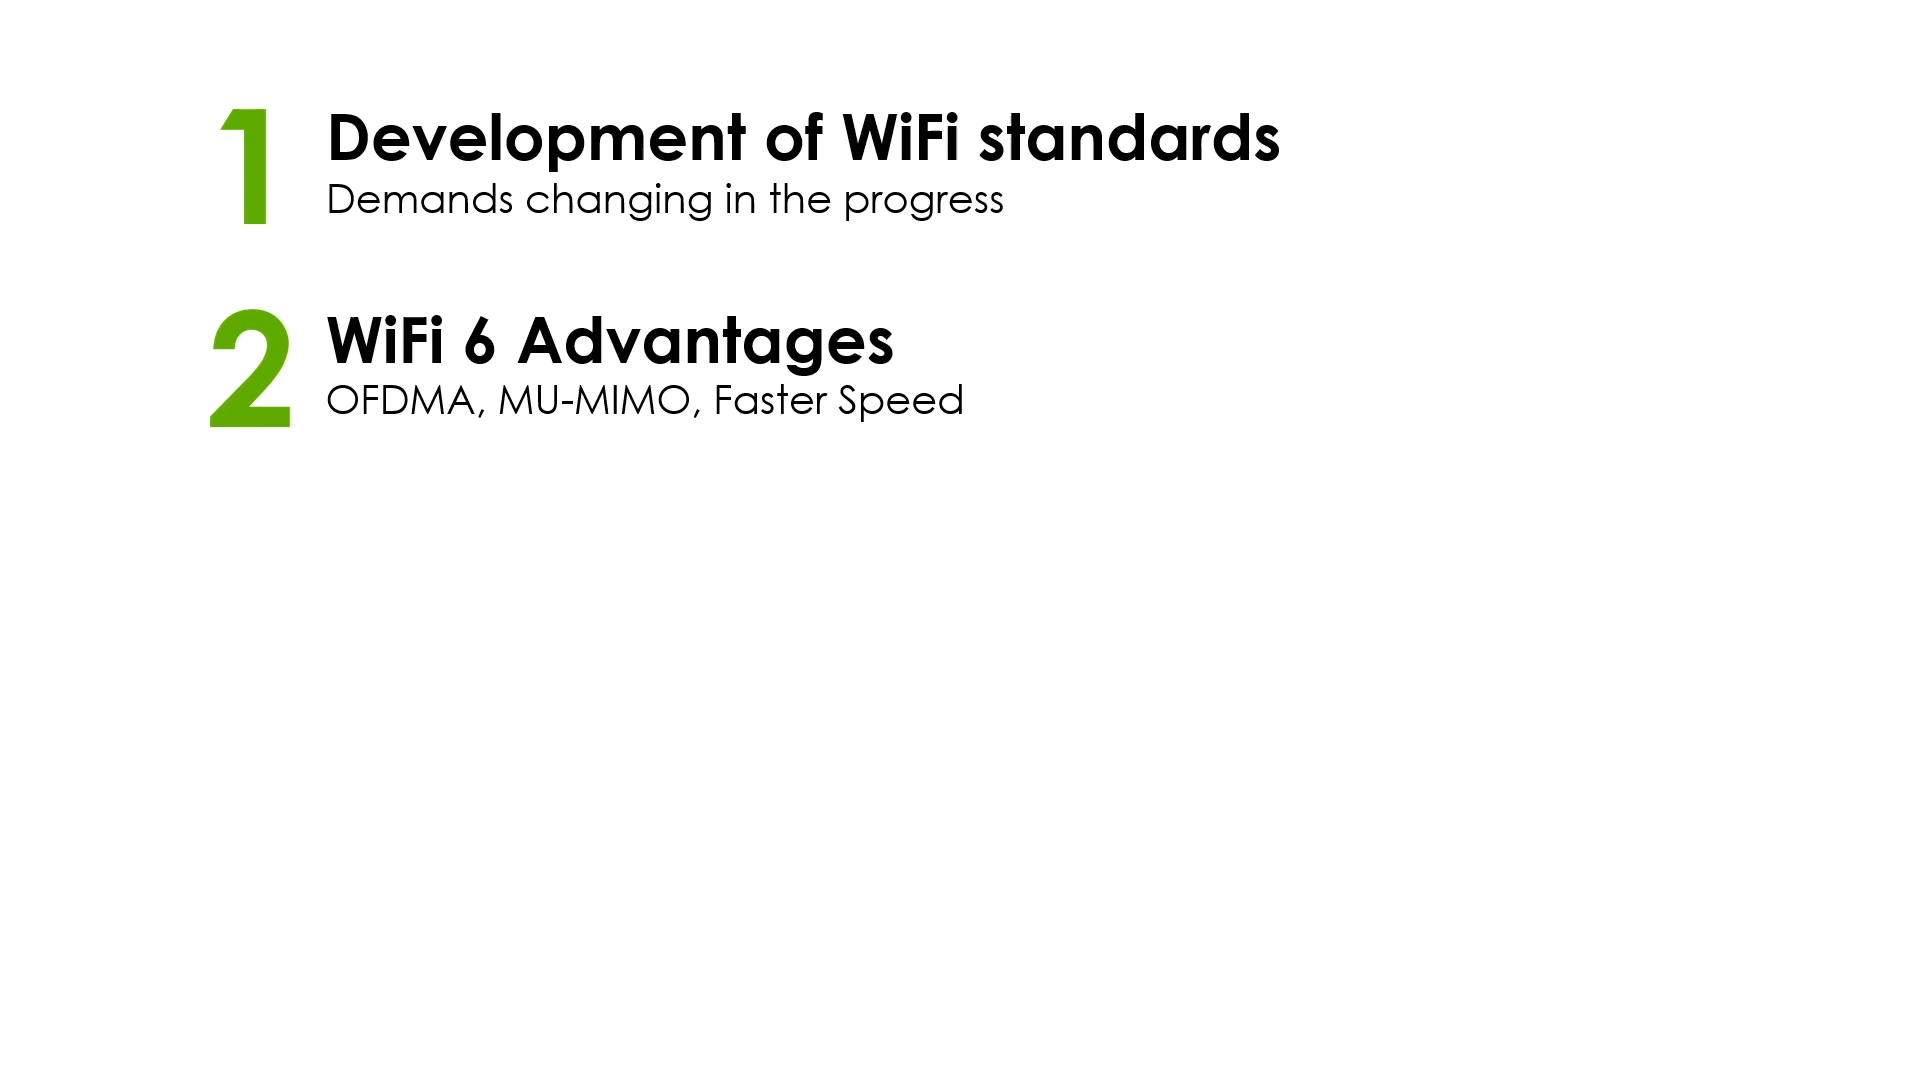 1 Development of WiFi standards
Demands changing in the progress
2 WiFi 6 Advantages
OFDMA, MU-MIMO, Faster Speed